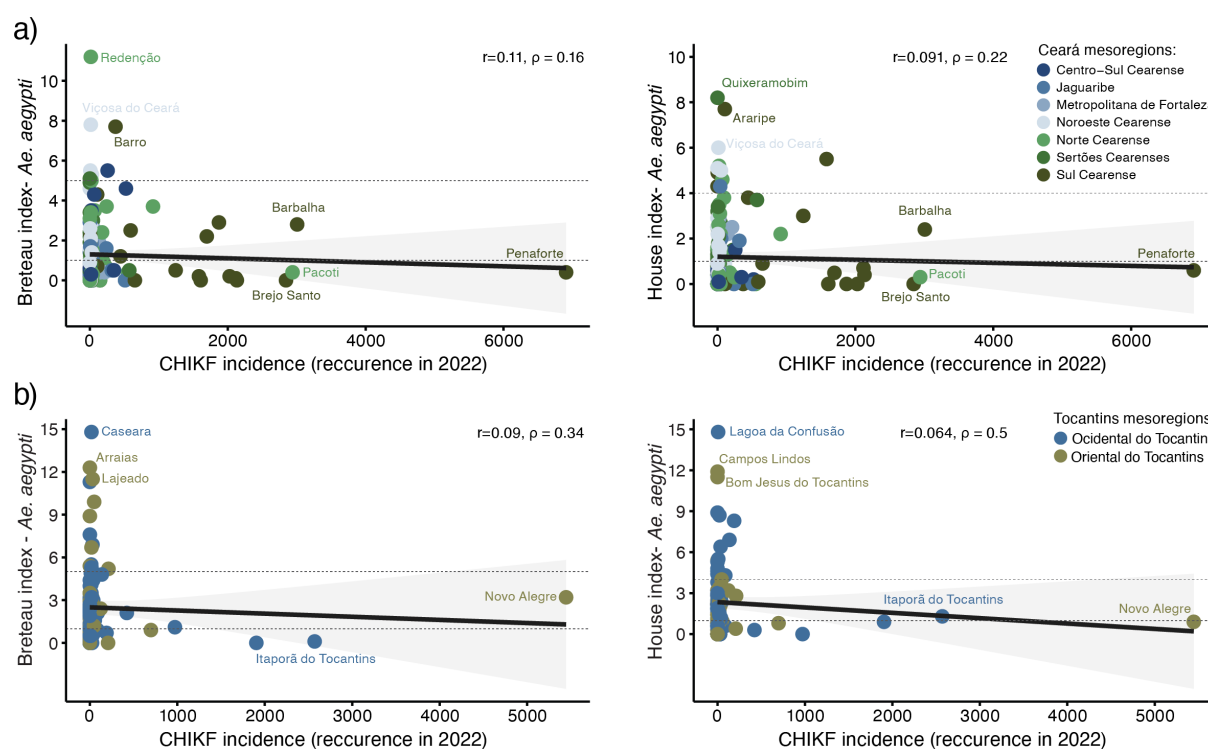 a)
Breteau index- Ae. aegypti
10
8
6
4
2
0
Redenção
Viçosa do Ceará
Barro
Barbalha
Penaforte
Pacoti
Brejo Santo
r=0.11, ρ = 0.16
0 2000 4000 6000
CHIKF incidence (reccurence in 2022)
House index- Ae. aegypti
10
8
6
4
2
0
Quixeramobim
Araripe
Viçosa do Ceará
Barbalha
Penaforte
Pacoti
Brejo Santo
r=0.091, ρ = 0.22
0 2000 4000 6000
CHIKF incidence (reccurence in 2022)
Ceará mesoregions:
Centro-Sul Cearense
Jaguaribe
Metropolitana de Fortalez
Noroeste Cearense
Norte Cearense
Sertões Cearenses
Sul Cearense
b)
Breteau index - Ae. aegypti
15
12
9
6
3
0
Caseara
Arraias
Lajeado
Novo Alegre
Itaporã do Tocantins
r=0.09, ρ = 0.34
0 1000 2000 3000 4000 5000
CHIKF incidence (reccurence in 2022)
House index- Ae. aegypti
15
12
9
6
3
0
Lagoa da Confusão
Campos Lindos
Bom Jesus do Tocantins
Itaporã do Tocantins
Novo Alegre
r=0.064, ρ = 0.5
0 1000 2000 3000 4000 5000
CHIKF incidence (reccurence in 2022)
Tocantins mesoregions
Ocidental do Tocantin
Oriental do Tocantins